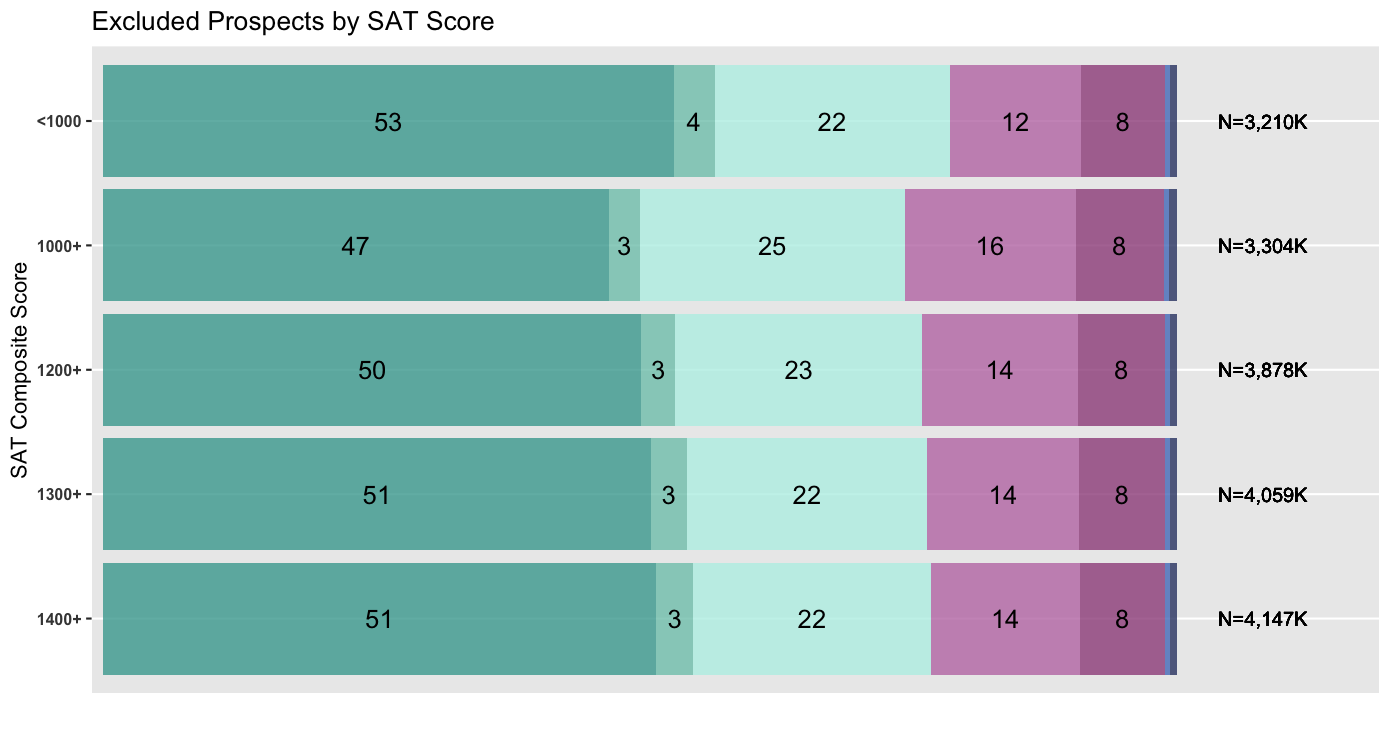 Excluded Prospects by SAT Score
SAT Composite Score
<1000 53 4 22 12 8 N=3,210K
1000+ 47 3 25 16 8 N=3,304K
1200+ 50 3 23 14 8 N=3,878K
1300+ 51 3 22 14 8 N=4,059K
1400+ 51 3 22 14 8 N=4,147K